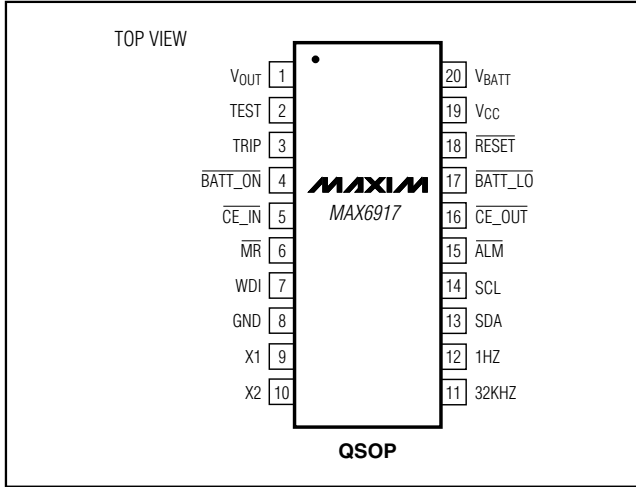 TOP VIEW
VOUT 1
TEST 2
TRIP 3
BATT_ON 4
CE_IN 5
MR 6
WDI 7
GND 8
X1 9
X2 10
MAXIM
MAX6917
20 VBATT
19 VCC
18 RESET
17 BATT_LO
16 CE_OUT
15 ALM
14 SCL
13 SDA
12 1HZ
11 32KHZ
QSOP